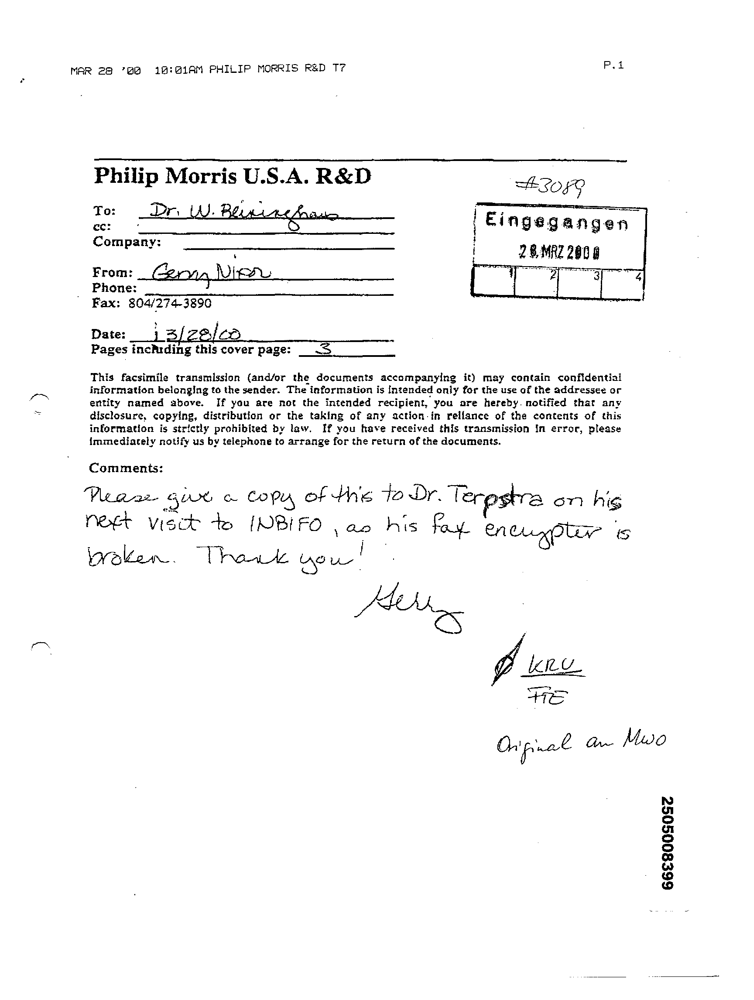 MAR 28 '00 10:01AM PHILIP MORRIS R&D T7
P.1
Philip Morris U.S.A. R&D
#3089
To: Dr. W. Reininghaus
cc:
Company:
Eingegangen
28. MRZ 2000
1 2 3 4
From: Gerry Nixon
Phone:
Fax: 804/274-3890
Date: 3/28/00
Pages including this cover page: 3
This facsimile transmission (and/or the documents accompanying it) may contain confidential
information belonging to the sender. The information is intended only for the use of the addressee or
entity named above. If you are not the intended recipient, you are hereby notified that any
disclosure, copying, distribution or the taking of any action in reliance of the contents of this
information is strictly prohibited by law. If you have received this transmission in error, please
immediately notify us by telephone to arrange for the return of the documents.
Comments:
Please give a copy of this to Dr. Terpstra on his
next visit to INBIFO, as his fax encrypter is
broken. Thank you!
Gerry
KRU
FTE
Original an MWO
2505008399